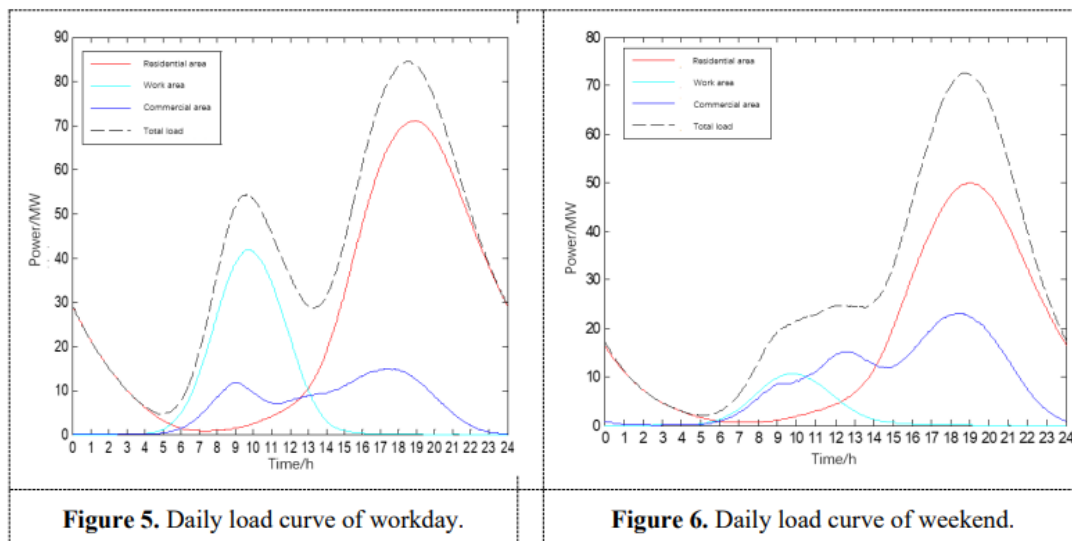 90
80
70
60
50
40
30
20
10
0
Power/MW
Residential area
Work area
Commercial area
Total load
0 1 2 3 4 5 6 7 8 9 10 11 12 13 14 15 16 17 18 19 20 21 22 23 24
Time/h
Figure 5. Daily load curve of workday.
80
70
60
50
40
30
20
10
0
Power/MW
Residential area
Work area
Commercial area
Total load
0 1 2 3 4 5 6 7 8 9 10 11 12 13 14 15 16 17 18 19 20 21 22 23 24
Time/h
Figure 6. Daily load curve of weekend.